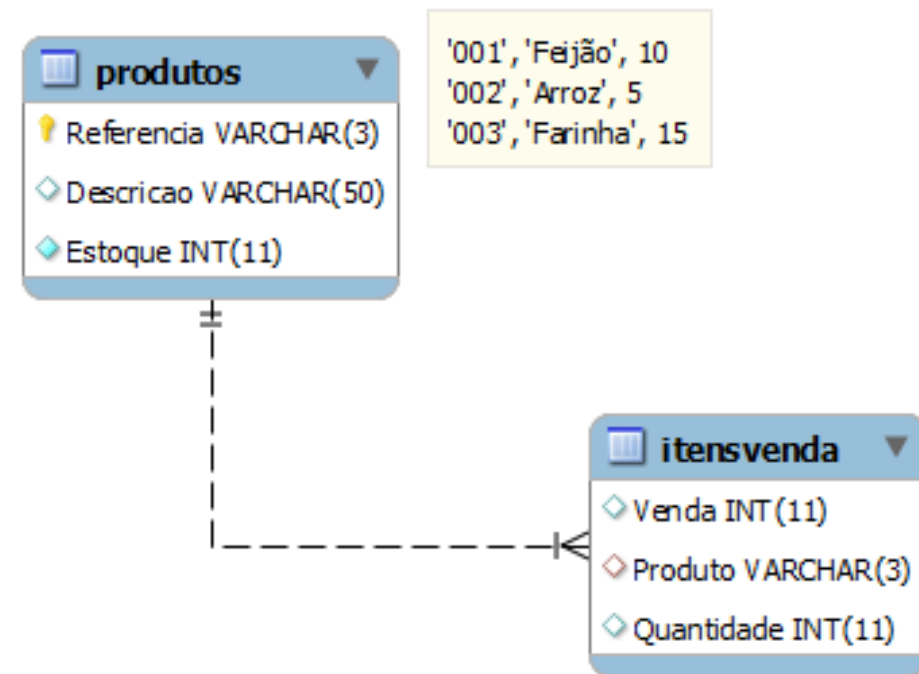 produtos
Referencia VARCHAR(3)
Descricao VARCHAR(50)
Estoque INT(11)
'001', 'Feijão', 10
'002', 'Arroz', 5
'003', 'Farinha', 15
itensvenda
Venda INT(11)
Produto VARCHAR(3)
Quantidade INT(11)